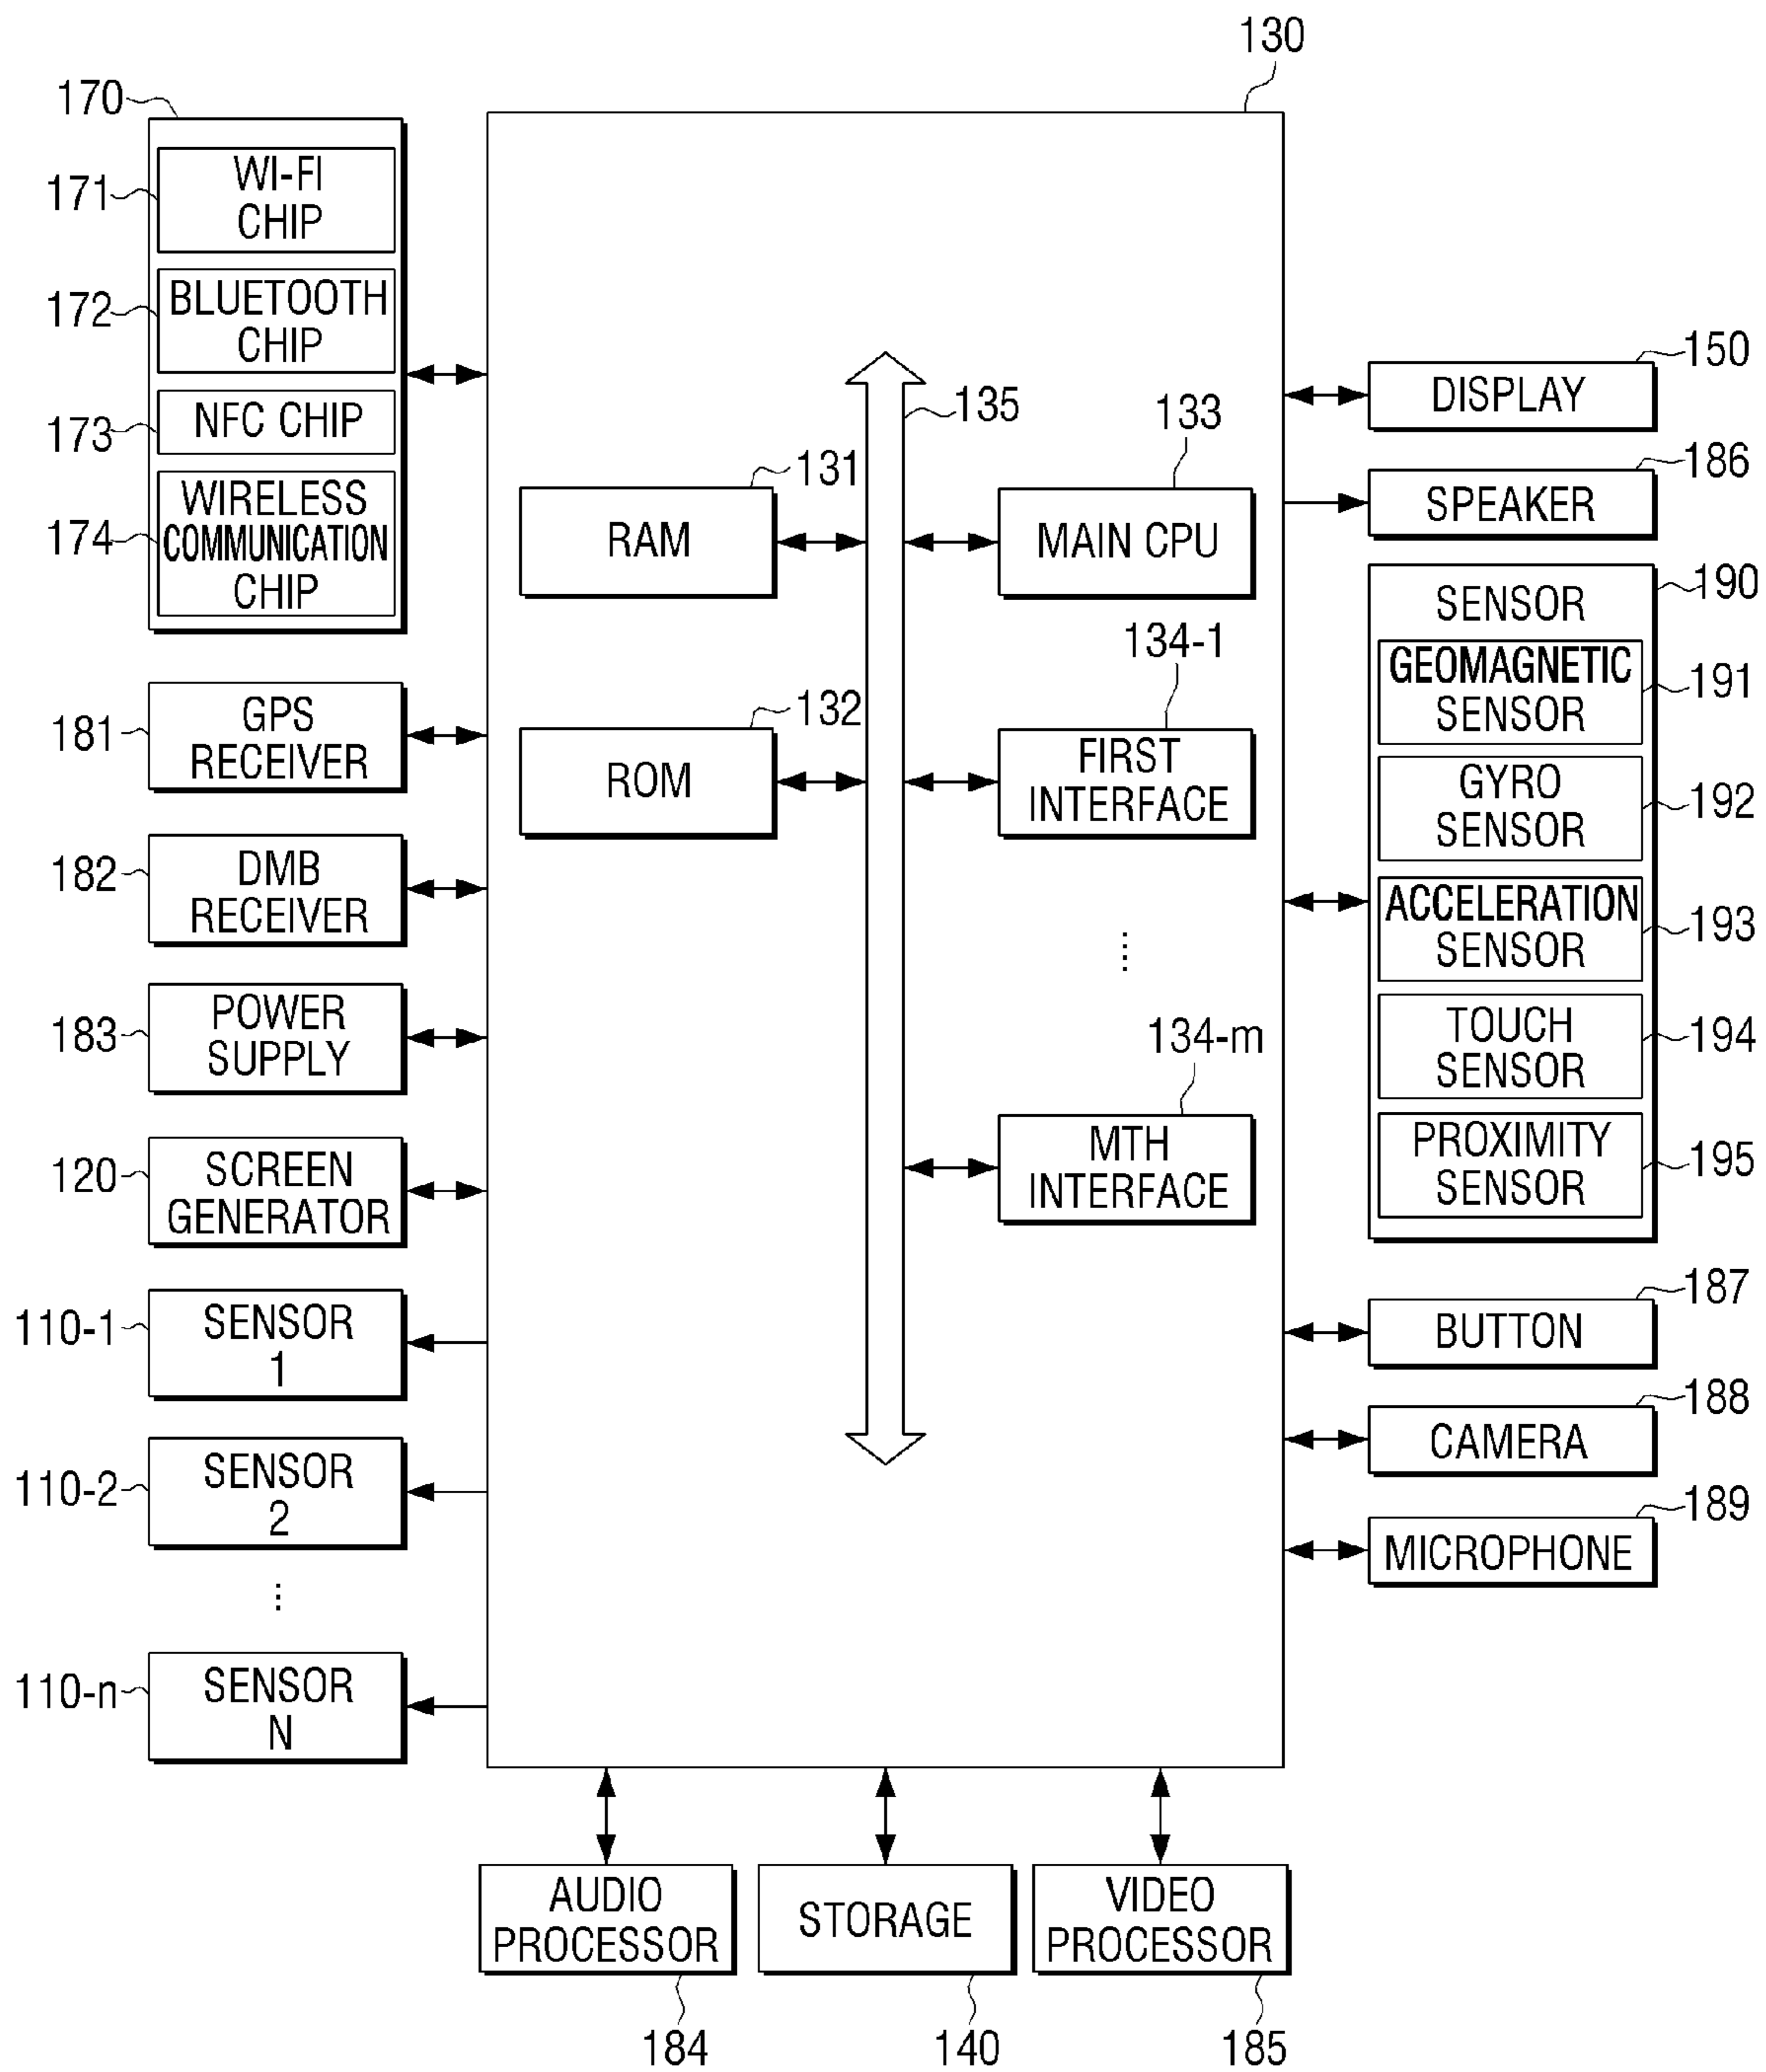 130
170
171
WI-FI
CHIP
172
BLUETOOTH
CHIP
173
NFC CHIP
174
WIRELESS
COMMUNICATION
CHIP
181
GPS
RECEIVER
182
DMB
RECEIVER
183
POWER
SUPPLY
120
SCREEN
GENERATOR
110-1
SENSOR
1
110-2
SENSOR
2
⋮
110-n
SENSOR
N
135
131
RAM
132
ROM
133
MAIN CPU
134-1
FIRST
INTERFACE
⋮
134-m
MTH
INTERFACE
150
DISPLAY
186
SPEAKER
190
SENSOR
GEOMAGNETIC
SENSOR
191
GYRO
SENSOR
192
ACCELERATION
SENSOR
193
TOUCH
SENSOR
194
PROXIMITY
SENSOR
195
187
BUTTON
188
CAMERA
189
MICROPHONE
AUDIO
PROCESSOR
184
STORAGE
140
VIDEO
PROCESSOR
185